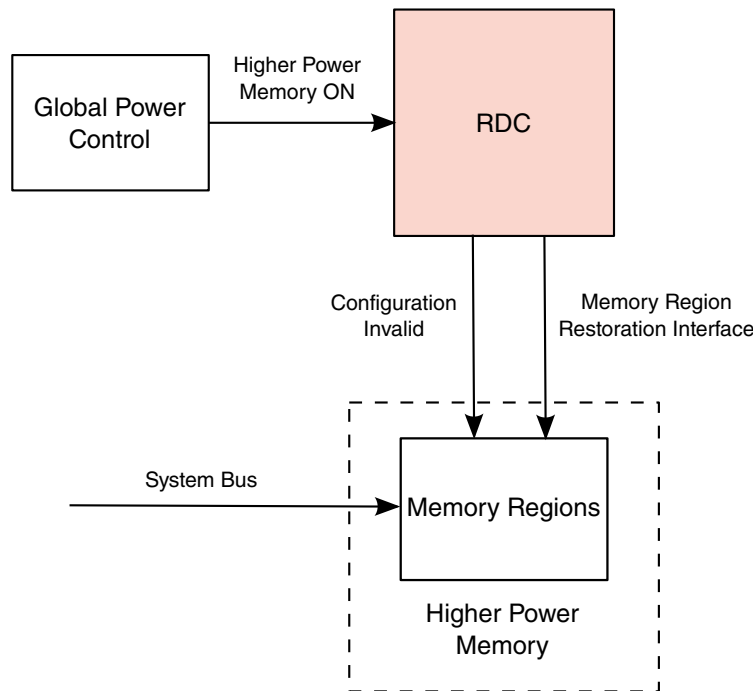 Higher Power
Memory ON
Global Power
Control
RDC
Configuration
Invalid
Memory Region
Restoration Interface
System Bus
Memory Regions
Higher Power
Memory